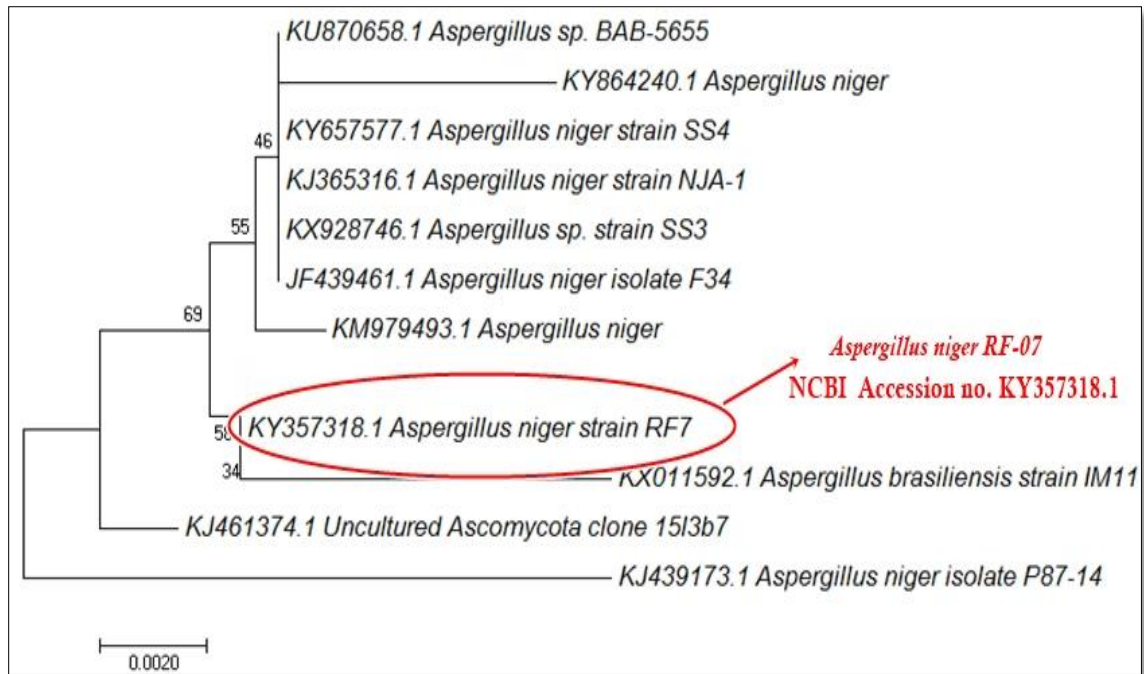 KU870658.1 Aspergillus sp. BAB-5655
KY864240.1 Aspergillus niger
KY657577.1 Aspergillus niger strain SS4
46
KJ365316.1 Aspergillus niger strain NJA-1
KX928746.1 Aspergillus sp. strain SS3
55
JF439461.1 Aspergillus niger isolate F34
69
KM979493.1 Aspergillus niger
Aspergillus niger RF-07
NCBI Accession no. KY357318.1
KY357318.1 Aspergillus niger strain RF7
58
34
KX011592.1 Aspergillus brasiliensis strain IM11
KJ461374.1 Uncultured Ascomycota clone 15I3b7
KJ439173.1 Aspergillus niger isolate P87-14
0.0020